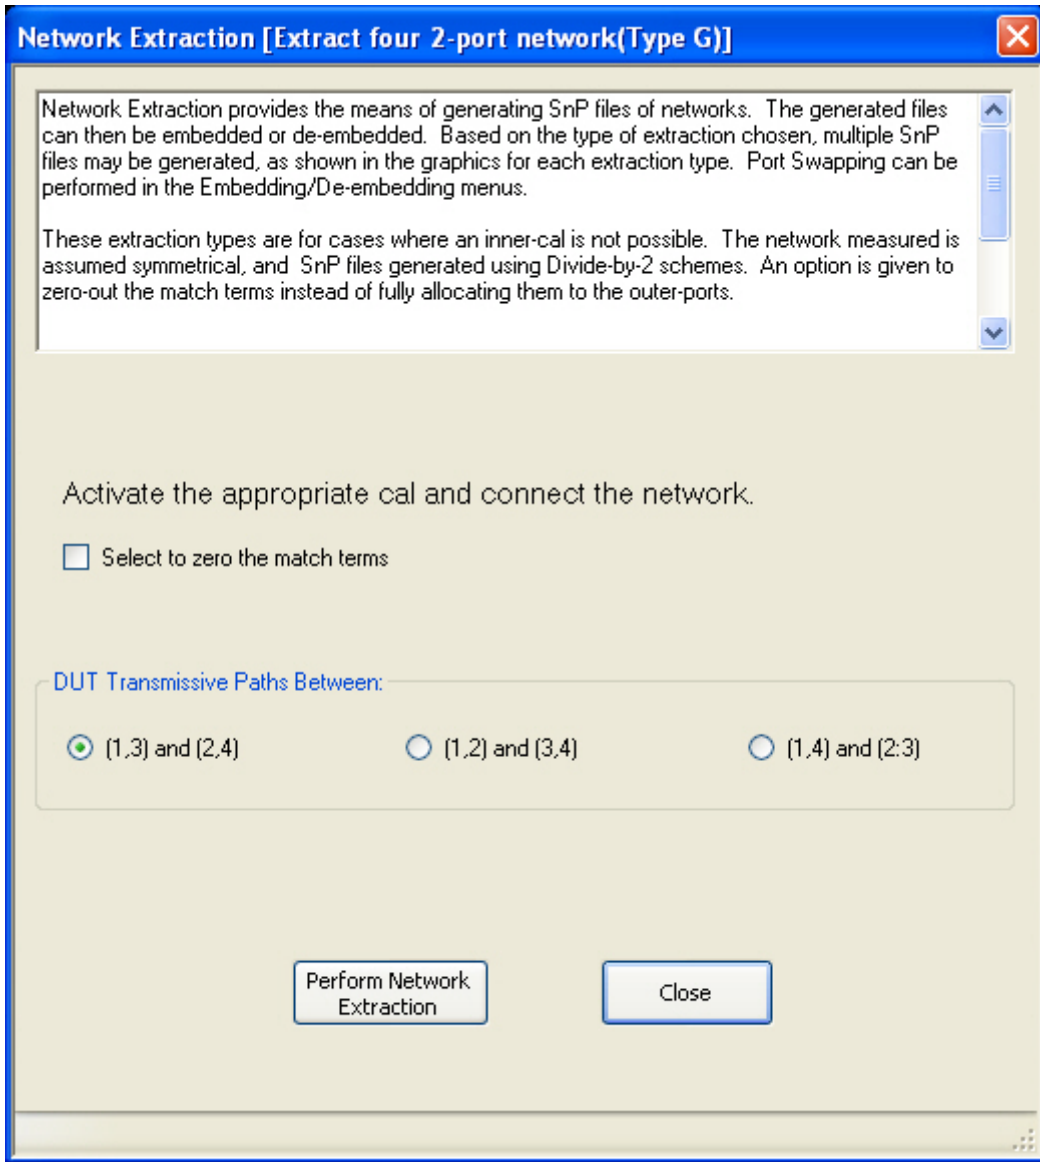 Network Extraction [Extract four 2-port network(Type G)]
Network Extraction provides the means of generating SnP files of networks.  The generated files
can then be embedded or de-embedded.  Based on the type of extraction chosen, multiple SnP
files may be generated, as shown in the graphics for each extraction type.  Port Swapping can be
performed in the Embedding/De-embedding menus.
These extraction types are for cases where an inner-cal is not possible.  The network measured is
assumed symmetrical, and  SnP files generated using Divide-by-2 schemes.  An option is given to
zero-out the match terms instead of fully allocating them to the outer-ports.
Activate the appropriate cal and connect the network.
Select to zero the match terms
DUT Transmissive Paths Between:
(1,3) and (2,4)
(1,2) and (3,4)
(1,4) and (2:3)
Perform Network
Extraction
Close